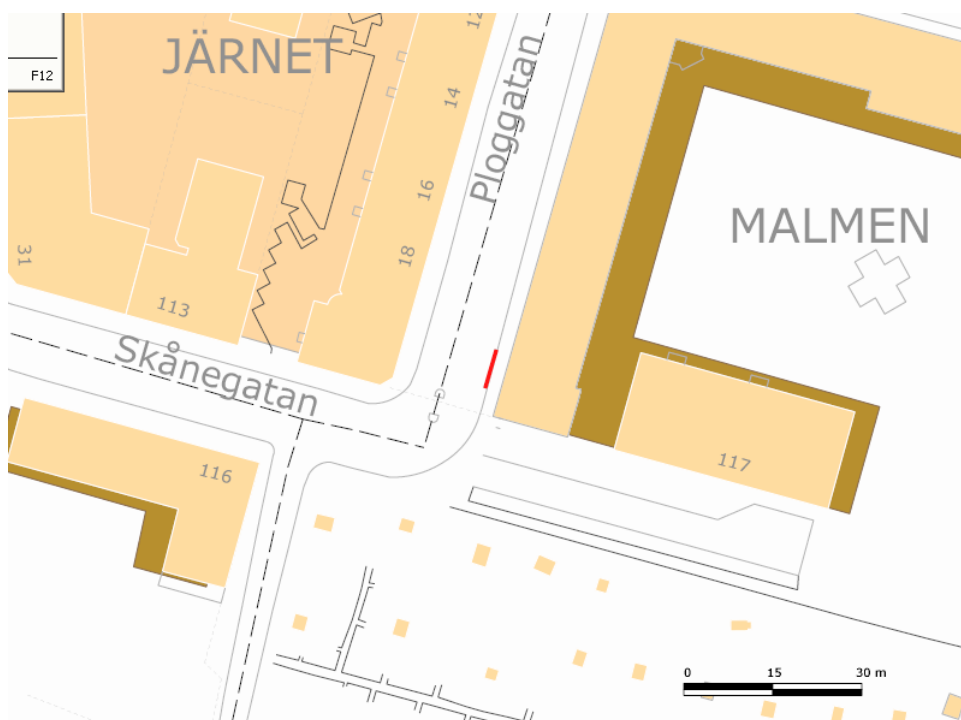 F12
JÄRNET
12
14
Ploggatan
16
MALMEN
31
18
113
Skånegatan
116
117
0 15 30 m